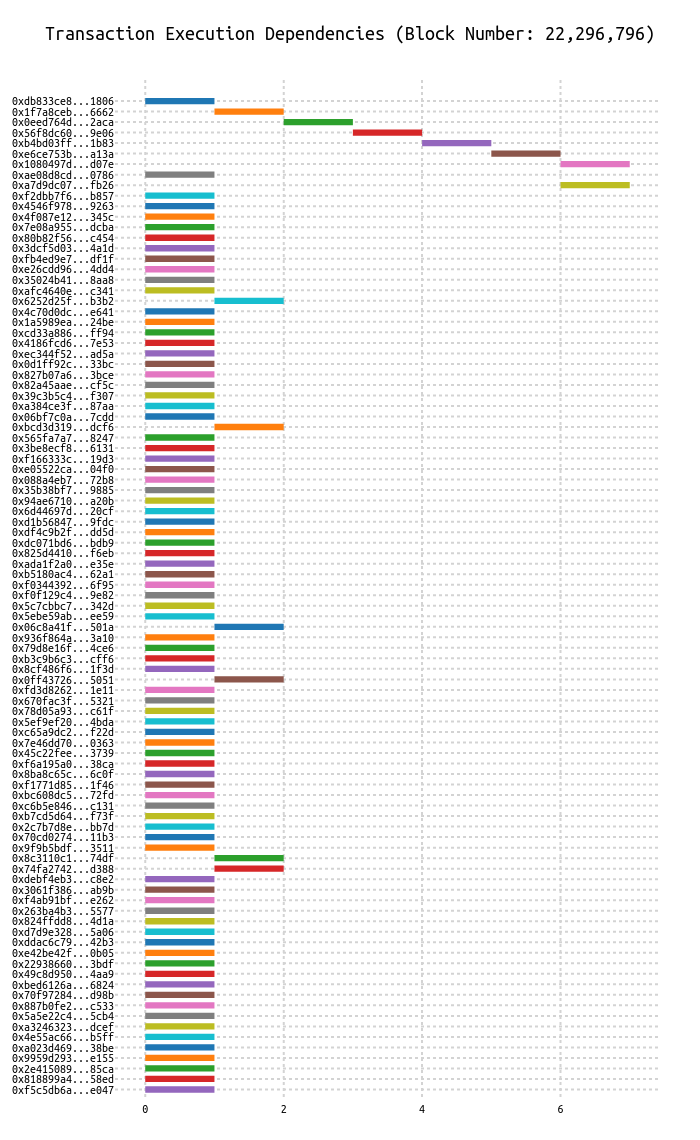 Transaction Execution Dependencies (Block Number: 22,296,796)
0xdb833ce8...1806
0x1f7a8ceb...6662
0x0eed764d...2aca
0x56f8dc60...9e06
0xb4bd03ff...1b83
0xe6ce753b...a13a
0x1080497d...d07e
0xae08d8cd...0786
0xa7d9dc07...fb26
0xf2dbb7f6...b857
0x4546f978...9263
0x4f087e12...345c
0x7e08a955...dcba
0x80b82f56...c454
0x3dcf5d03...4a1d
0xfb4ed9e7...df1f
0xe26cdd96...4dd4
0x35024b41...8aa8
0xafc4640e...c341
0x6252d25f...b3b2
0x4c70d0dc...e641
0x1a5989ea...24be
0xcd33a886...ff94
0x4186fcd6...7e53
0xec344f52...ad5a
0x0d1ff92c...33bc
0x827b07a6...3bce
0x82a45aae...cf5c
0x39c3b5c4...f307
0xa384ce3f...87aa
0x06bf7c0a...7cdd
0xbcd3d319...dcf6
0x565fa7a7...8247
0x3be8ecf8...6131
0xf166333c...19d3
0xe05522ca...04f0
0x088a4eb7...72b8
0x35b38bf7...9885
0x94ae6710...a20b
0x6d44697d...20cf
0xd1b56847...9fdc
0xdf4c9b2f...dd5d
0xdc071bd6...bdb9
0x825d4410...f6eb
0xada1f2a0...e35e
0xb5180ac4...62a1
0xf0344392...6f95
0xf0f129c4...9e82
0x5c7cbbc7...342d
0x5ebe59ab...ee59
0x06c8a41f...501a
0x936f864a...3a10
0x79d8e16f...4ce6
0xb3c9b6c3...cff6
0x8cf486f6...1f3d
0x0ff43726...5051
0xfd3d8262...1e11
0x670fac3f...5321
0x78d05a93...c61f
0x5ef9ef20...4bda
0xc65a9dc2...f22d
0x7e46dd70...0363
0x45c22fee...3739
0xf6a195a0...38ca
0x8ba8c65c...6c0f
0xf1771d85...1f46
0xbc608dc5...72fd
0xc6b5e846...c131
0xb7cd5d64...f73f
0x2c7b7d8e...bb7d
0x70cd0274...11b3
0x9f9b5bdf...3511
0x8c3110c1...74df
0x74fa2742...d388
0xdebf4eb3...c8e2
0x3061f386...ab9b
0xf4ab91bf...e262
0x263ba4b3...5577
0x824ffdd8...4d1a
0xd7d9e328...5a06
0xddac6c79...42b3
0xe42be42f...0b05
0x22938660...3bdf
0x49c8d950...4aa9
0xbed6126a...6824
0x70f97284...d98b
0x887b0fe2...c533
0x5a5e22c4...5cb4
0xa3246323...dcef
0x4e55ac66...b5ff
0xa023d469...38be
0x9959d293...e155
0x2e415089...85ca
0x818899a4...58ed
0xf5c5db6a...e047
0 2 4 6